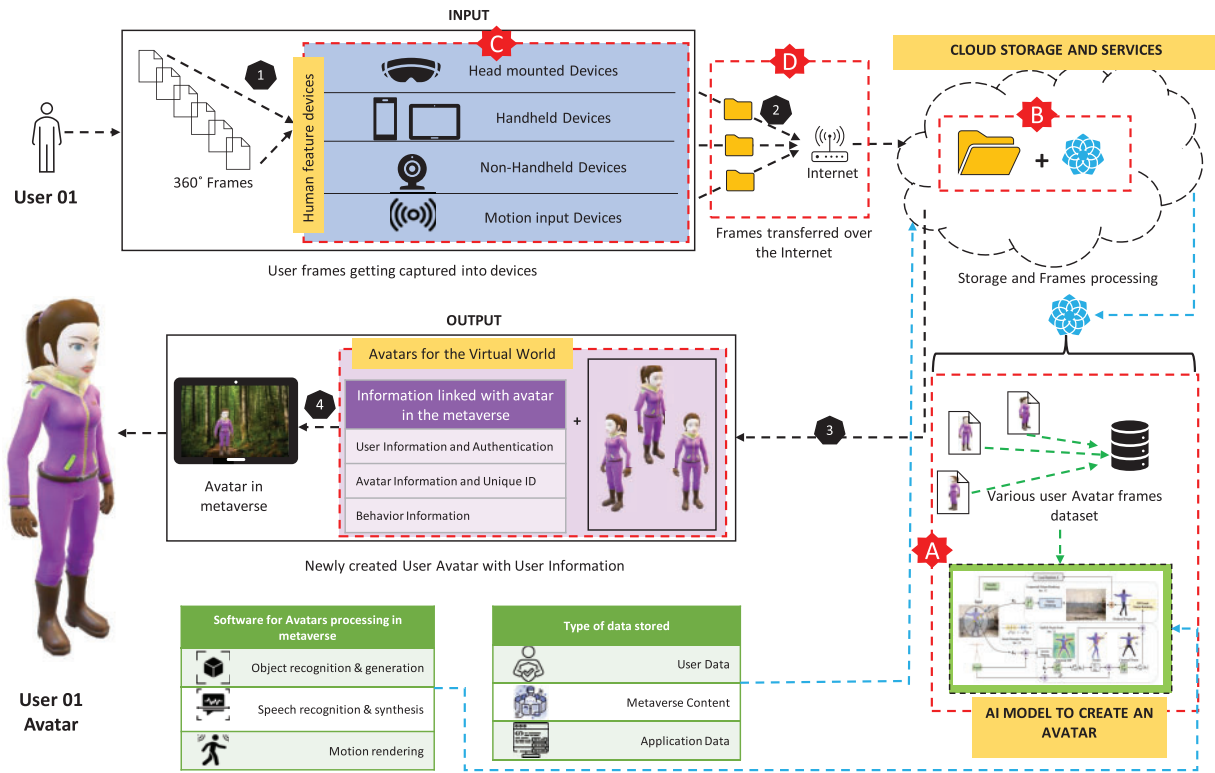 INPUT
1
360° Frames
User 01
Human feature devices
C
Head mounted Devices
Handheld Devices
Non-Handheld Devices
Motion input Devices
User frames getting captured into devices
D
2
Internet
Frames transferred over
the Internet
CLOUD STORAGE AND SERVICES
B
+
Storage and Frames processing
OUTPUT
Avatars for the Virtual World
Information linked with avatar
in the metaverse
User Information and Authentication
Avatar Information and Unique ID
Behavior Information
+
4
Avatar in
metaverse
3
Newly created User Avatar with User Information
Various user Avatar frames
dataset
A
AI MODEL TO CREATE AN
AVATAR
User 01
Avatar
Software for Avatars processing in
metaverse
Object recognition & generation
Speech recognition & synthesis
Motion rendering
Type of data stored
User Data
Metaverse Content
Application Data